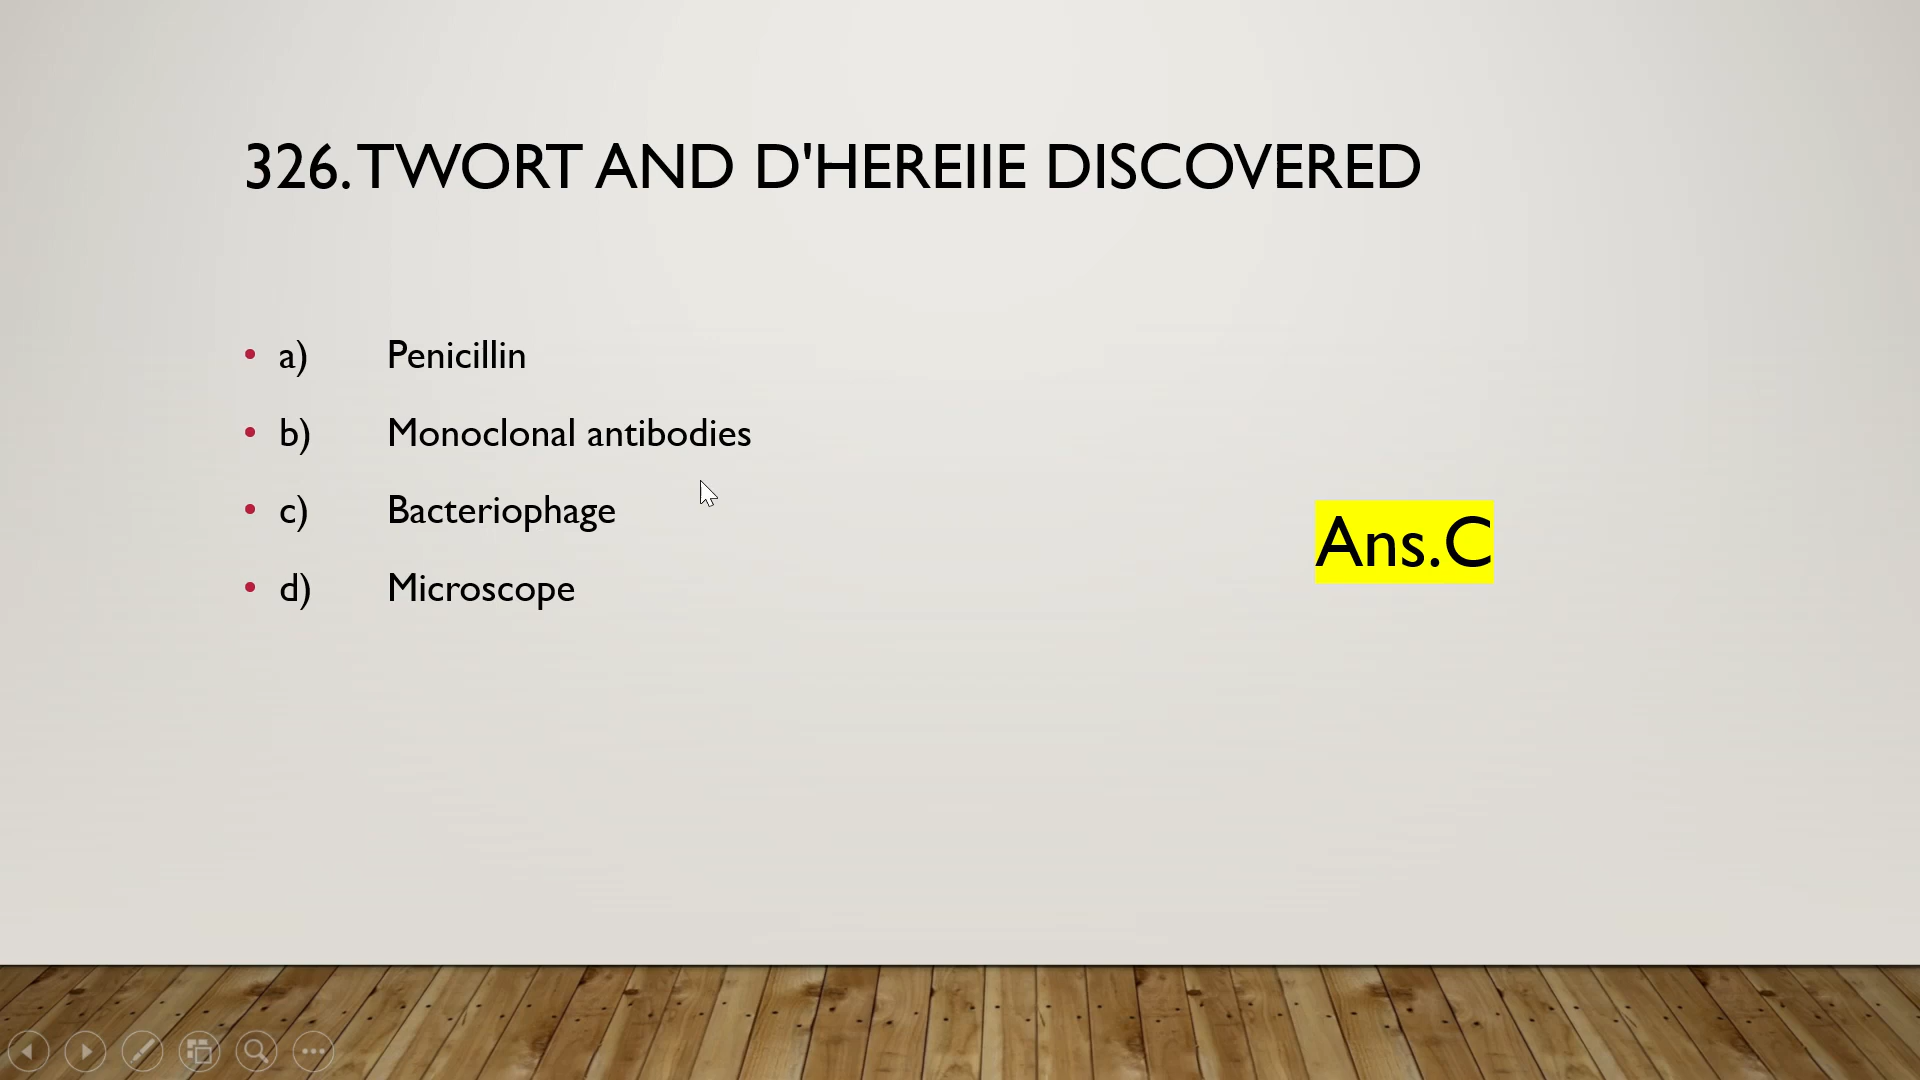 326. TWORT AND D'HEREIIE DISCOVERED
• a) Penicillin
• b) Monoclonal antibodies
• c) Bacteriophage
• d) Microscope
Ans.C